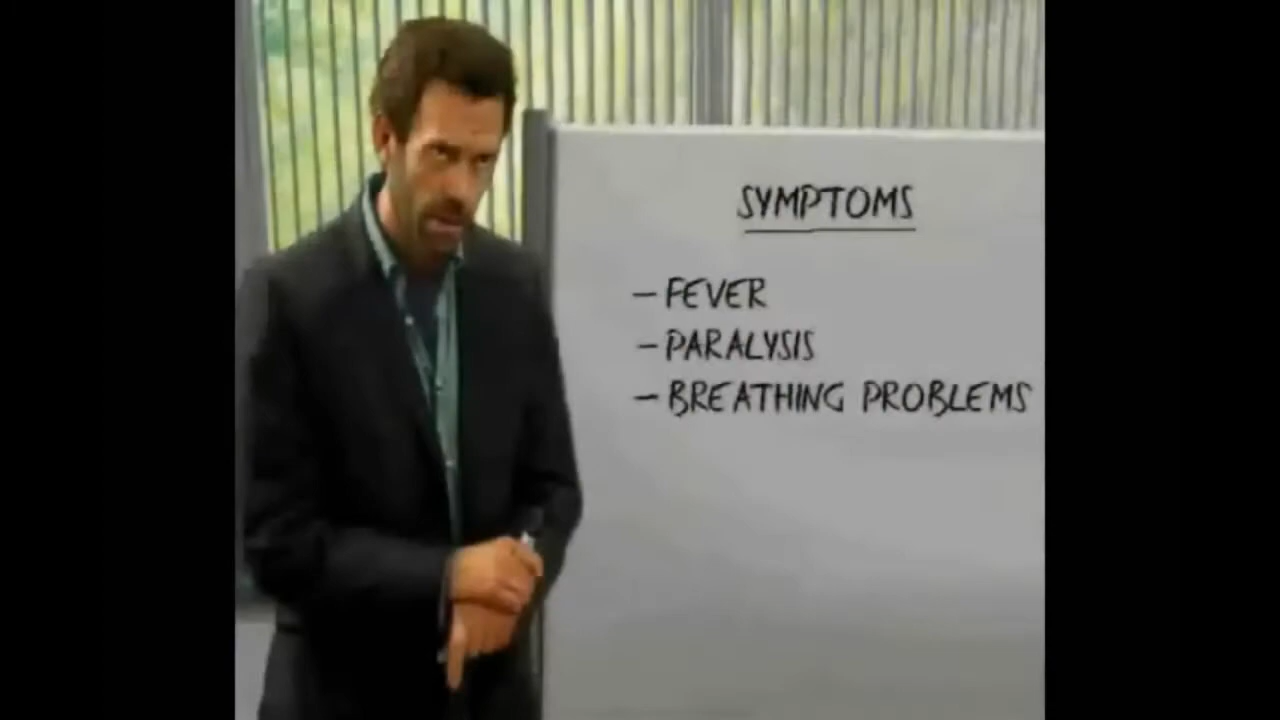 SYMPTOMS
- FEVER
- PARALYSIS
- BREATHING PROBLEMS